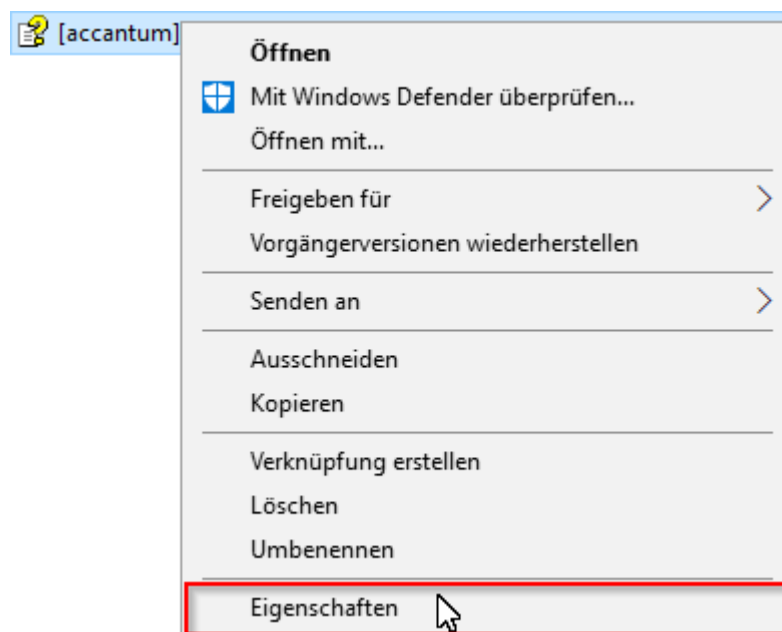 [accantum]
Öffnen
Mit Windows Defender überprüfen...
Öffnen mit...
Freigeben für
Vorgängerversionen wiederherstellen
Senden an
Ausschneiden
Kopieren
Verknüpfung erstellen
Löschen
Umbenennen
Eigenschaften